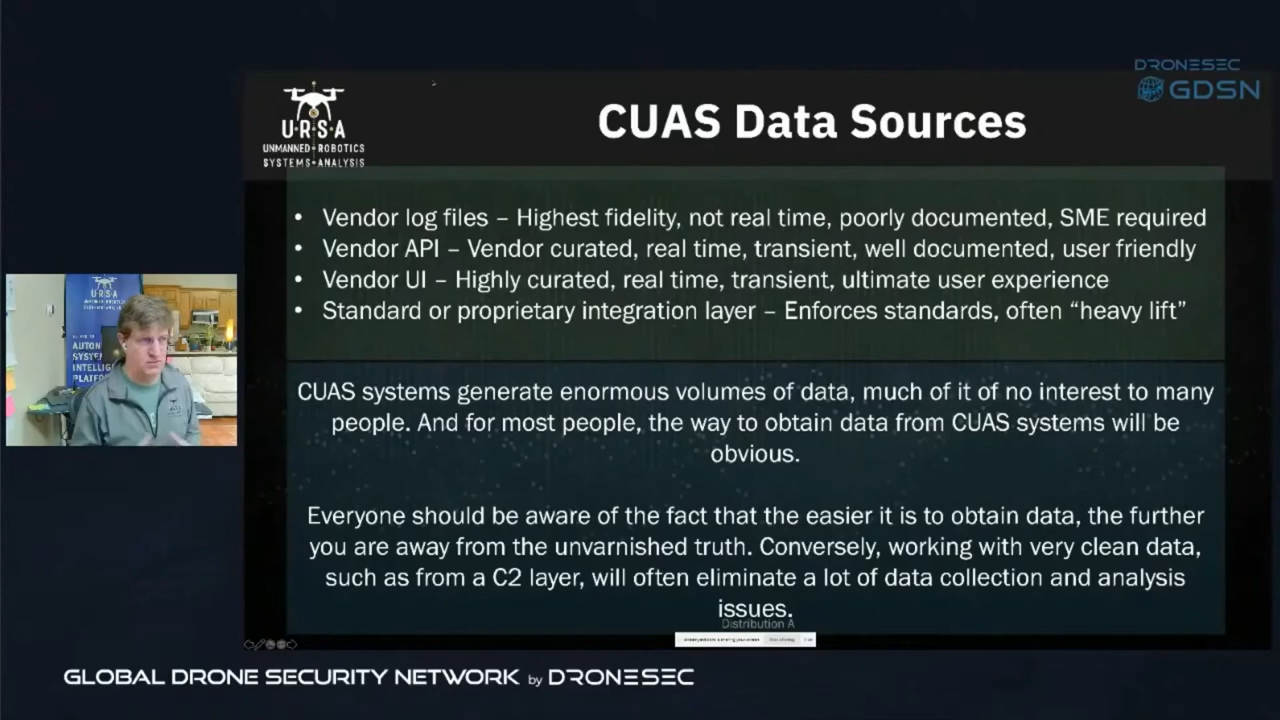 DRONESEC
GDSN
URSA
UNMANNED ROBOTICS
SYSTEMS ANALYSIS
CUAS Data Sources
• Vendor log files – Highest fidelity, not real time, poorly documented, SME required
• Vendor API – Vendor curated, real time, transient, well documented, user friendly
• Vendor UI – Highly curated, real time, transient, ultimate user experience
• Standard or proprietary integration layer – Enforces standards, often “heavy lift”
CUAS systems generate enormous volumes of data, much of it of no interest to many
people. And for most people, the way to obtain data from CUAS systems will be
obvious.
Everyone should be aware of the fact that the easier it is to obtain data, the further
you are away from the unvarnished truth. Conversely, working with very clean data,
such as from a C2 layer, will often eliminate a lot of data collection and analysis
issues.
Distribution A
URSA
AUTON
SYSTEM
INTELLIG
PLATFO
GLOBAL DRONE SECURITY NETWORK by DRONESEC